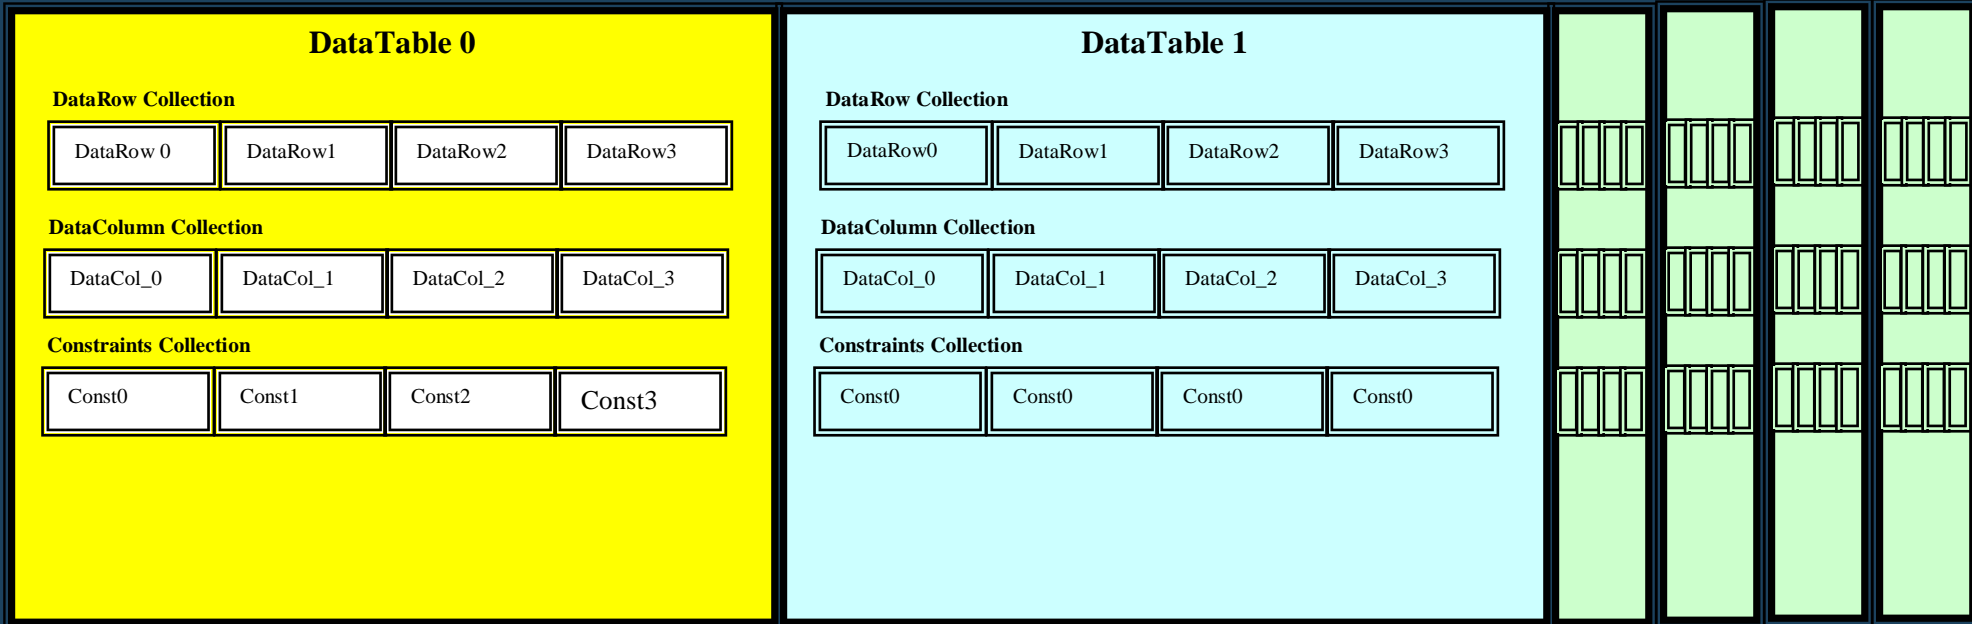 DataTable 0
DataRow Collection
DataRow 0 DataRow1 DataRow2 DataRow3
DataColumn Collection
DataCol_0 DataCol_1 DataCol_2 DataCol_3
Constraints Collection
Const0 Const1 Const2 Const3
DataTable 1
DataRow Collection
DataRow0 DataRow1 DataRow2 DataRow3
DataColumn Collection
DataCol_0 DataCol_1 DataCol_2 DataCol_3
Constraints Collection
Const0 Const0 Const0 Const0